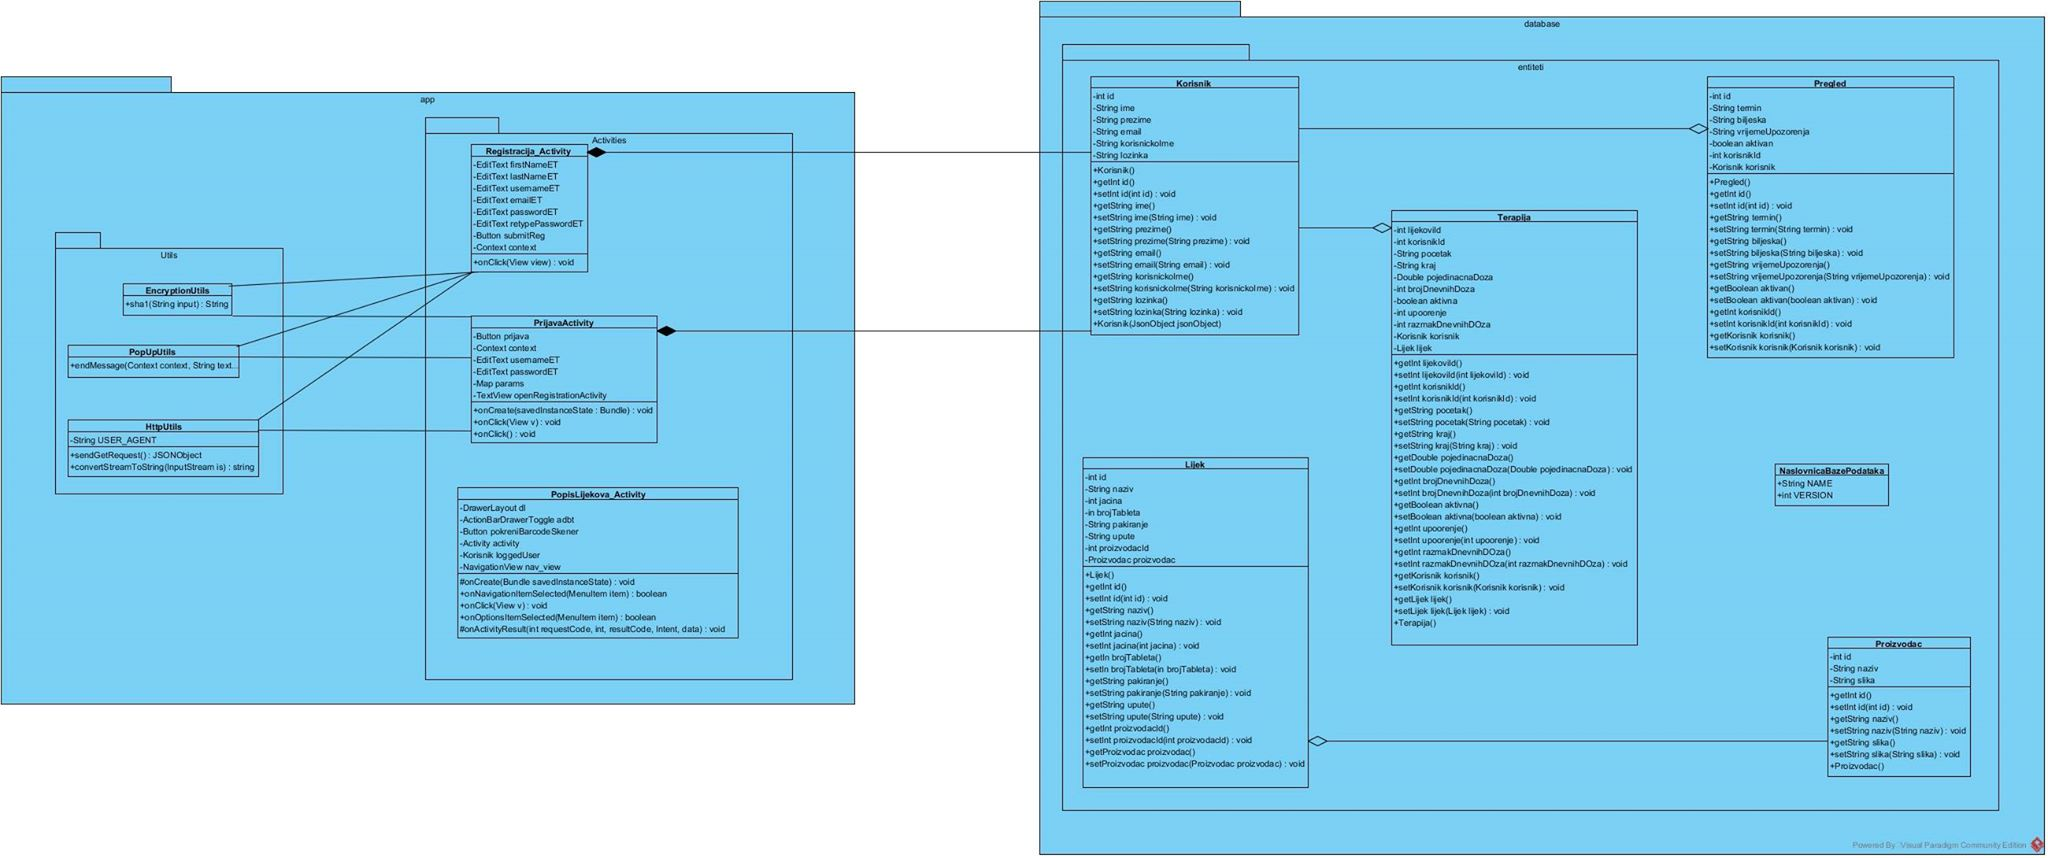 app
Activities
Registracija_Activity
-EditText firstNameET
-EditText lastNameET
-EditText usernameET
-EditText emailET
-EditText passwordET
-EditText retypePasswordET
-Button submitReg
-Context context
+onClick(View view) : void
Utils
EncryptionUtils
+sha1(String input) : String
PopUpUtils
+endMessage(Context context, String text...
HttpUtils
-String USER_AGENT
+sendGetRequest() : JSONObject
+convertStreamToString(InputStream is) : string
PrijavaActivity
-Button prijava
-Context context
-EditText usernameET
-EditText passwordET
-Map params
-TextView openRegistrationActivity
+onCreate(savedInstanceState : Bundle) : void
+onClick(View v) : void
+onClick() : void
PopisLijekova_Activity
-DrawerLayout dl
-ActionBarDrawerToggle adbt
-Button pokreniBarcodeSkener
-Activity activity
-Korisnik loggedUser
-NavigationView nav_view
#onCreate(Bundle savedInstanceState) : void
+onNavigationItemSelected(MenuItem item) : boolean
+onClick(View v) : void
+onOptionsItemSelected(MenuItem item) : boolean
#onActivityResult(int requestCode, int, resultCode, Intent, data) : void
database
entiteti
Korisnik
-int id
-String ime
-String prezime
-String email
-String korisnickoIme
-String lozinka
+Korisnik()
+getInt id()
+setInt id(int id) : void
+getString ime()
+setString ime(String ime) : void
+getString prezime()
+setString prezime(String prezime) : void
+getString email()
+setString email(String email) : void
+getString korisnickoIme()
+setString korisnickoIme(String korisnickoIme) : void
+getString lozinka()
+setString lozinka(String lozinka) : void
+Korisnik(JsonObject jsonObject)
Pregled
-int id
-String termin
-String biljeska
-String vrijemeUpozorenja
-boolean aktivan
-int korisnikId
-Korisnik korisnik
+Pregled()
+getInt id()
+setInt id(int id) : void
+getString termin()
+setString termin(String termin) : void
+getString biljeska()
+setString biljeska(String biljeska) : void
+getString vrijemeUpozorenja()
+setString vrijemeUpozorenja(String vrijemeUpozorenja) : void
+getBoolean aktivan()
+setBoolean aktivan(boolean aktivan) : void
+getInt korisnikId()
+setInt korisnikId(int korisnikId) : void
+getKorisnik korisnik()
+setKorisnik korisnik(Korisnik korisnik) : void
Terapija
-int lijekoviId
-int korisnikId
-String pocetak
-String kraj
-Double pojedinacnaDoza
-int brojDnevnihDoza
-boolean aktivna
-int upoorenje
-int razmakDnevnihDOza
-Korisnik korisnik
-Lijek lijek
+getInt lijekoviId()
+setInt lijekoviId(int lijekoviId) : void
+getInt korisnikId()
+setInt korisnikId(int korisnikId) : void
+getString pocetak()
+setString pocetak(String pocetak) : void
+getString kraj()
+setString kraj(String kraj) : void
+getDouble pojedinacnaDoza()
+setDouble pojedinacnaDoza(Double pojedinacnaDoza) : void
+getInt brojDnevnihDoza()
+setInt brojDnevnihDoza(int brojDnevnihDoza) : void
+getBoolean aktivna()
+setBoolean aktivna(boolean aktivna) : void
+getInt upoorenje()
+setInt upoorenje(int upoorenje) : void
+getInt razmakDnevnihDOza()
+setInt razmakDnevnihDOza(int razmakDnevnihDOza) : void
+getKorisnik korisnik()
+setKorisnik korisnik(Korisnik korisnik) : void
+getLijek lijek()
+setLijek lijek(Lijek lijek) : void
+Terapija()
Lijek
-int id
-String naziv
-int jacina
-in brojTableta
-String pakiranje
-String upute
-int proizvodacId
-Proizvodac proizvodac
+Lijek()
+getInt id()
+setInt id(int id) : void
+getString naziv()
+setString naziv(String naziv) : void
+getInt jacina()
+setInt jacina(int jacina) : void
+getIn brojTableta()
+setIn brojTableta(in brojTableta) : void
+getString pakiranje()
+setString pakiranje(String pakiranje) : void
+getString upute()
+setString upute(String upute) : void
+getInt proizvodacId()
+setInt proizvodacId(int proizvodacId) : void
+getProizvodac proizvodac()
+setProizvodac proizvodac(Proizvodac proizvodac) : void
NaslovnicaBazePodataka
+String NAME
+int VERSION
Proizvodac
-int id
-String naziv
-String slika
+getInt id()
+setInt id(int id) : void
+getString naziv()
+setString naziv(String naziv) : void
+getString slika()
+setString slika(String slika) : void
+Proizvodac()
Powered By Visual Paradigm Community Edition